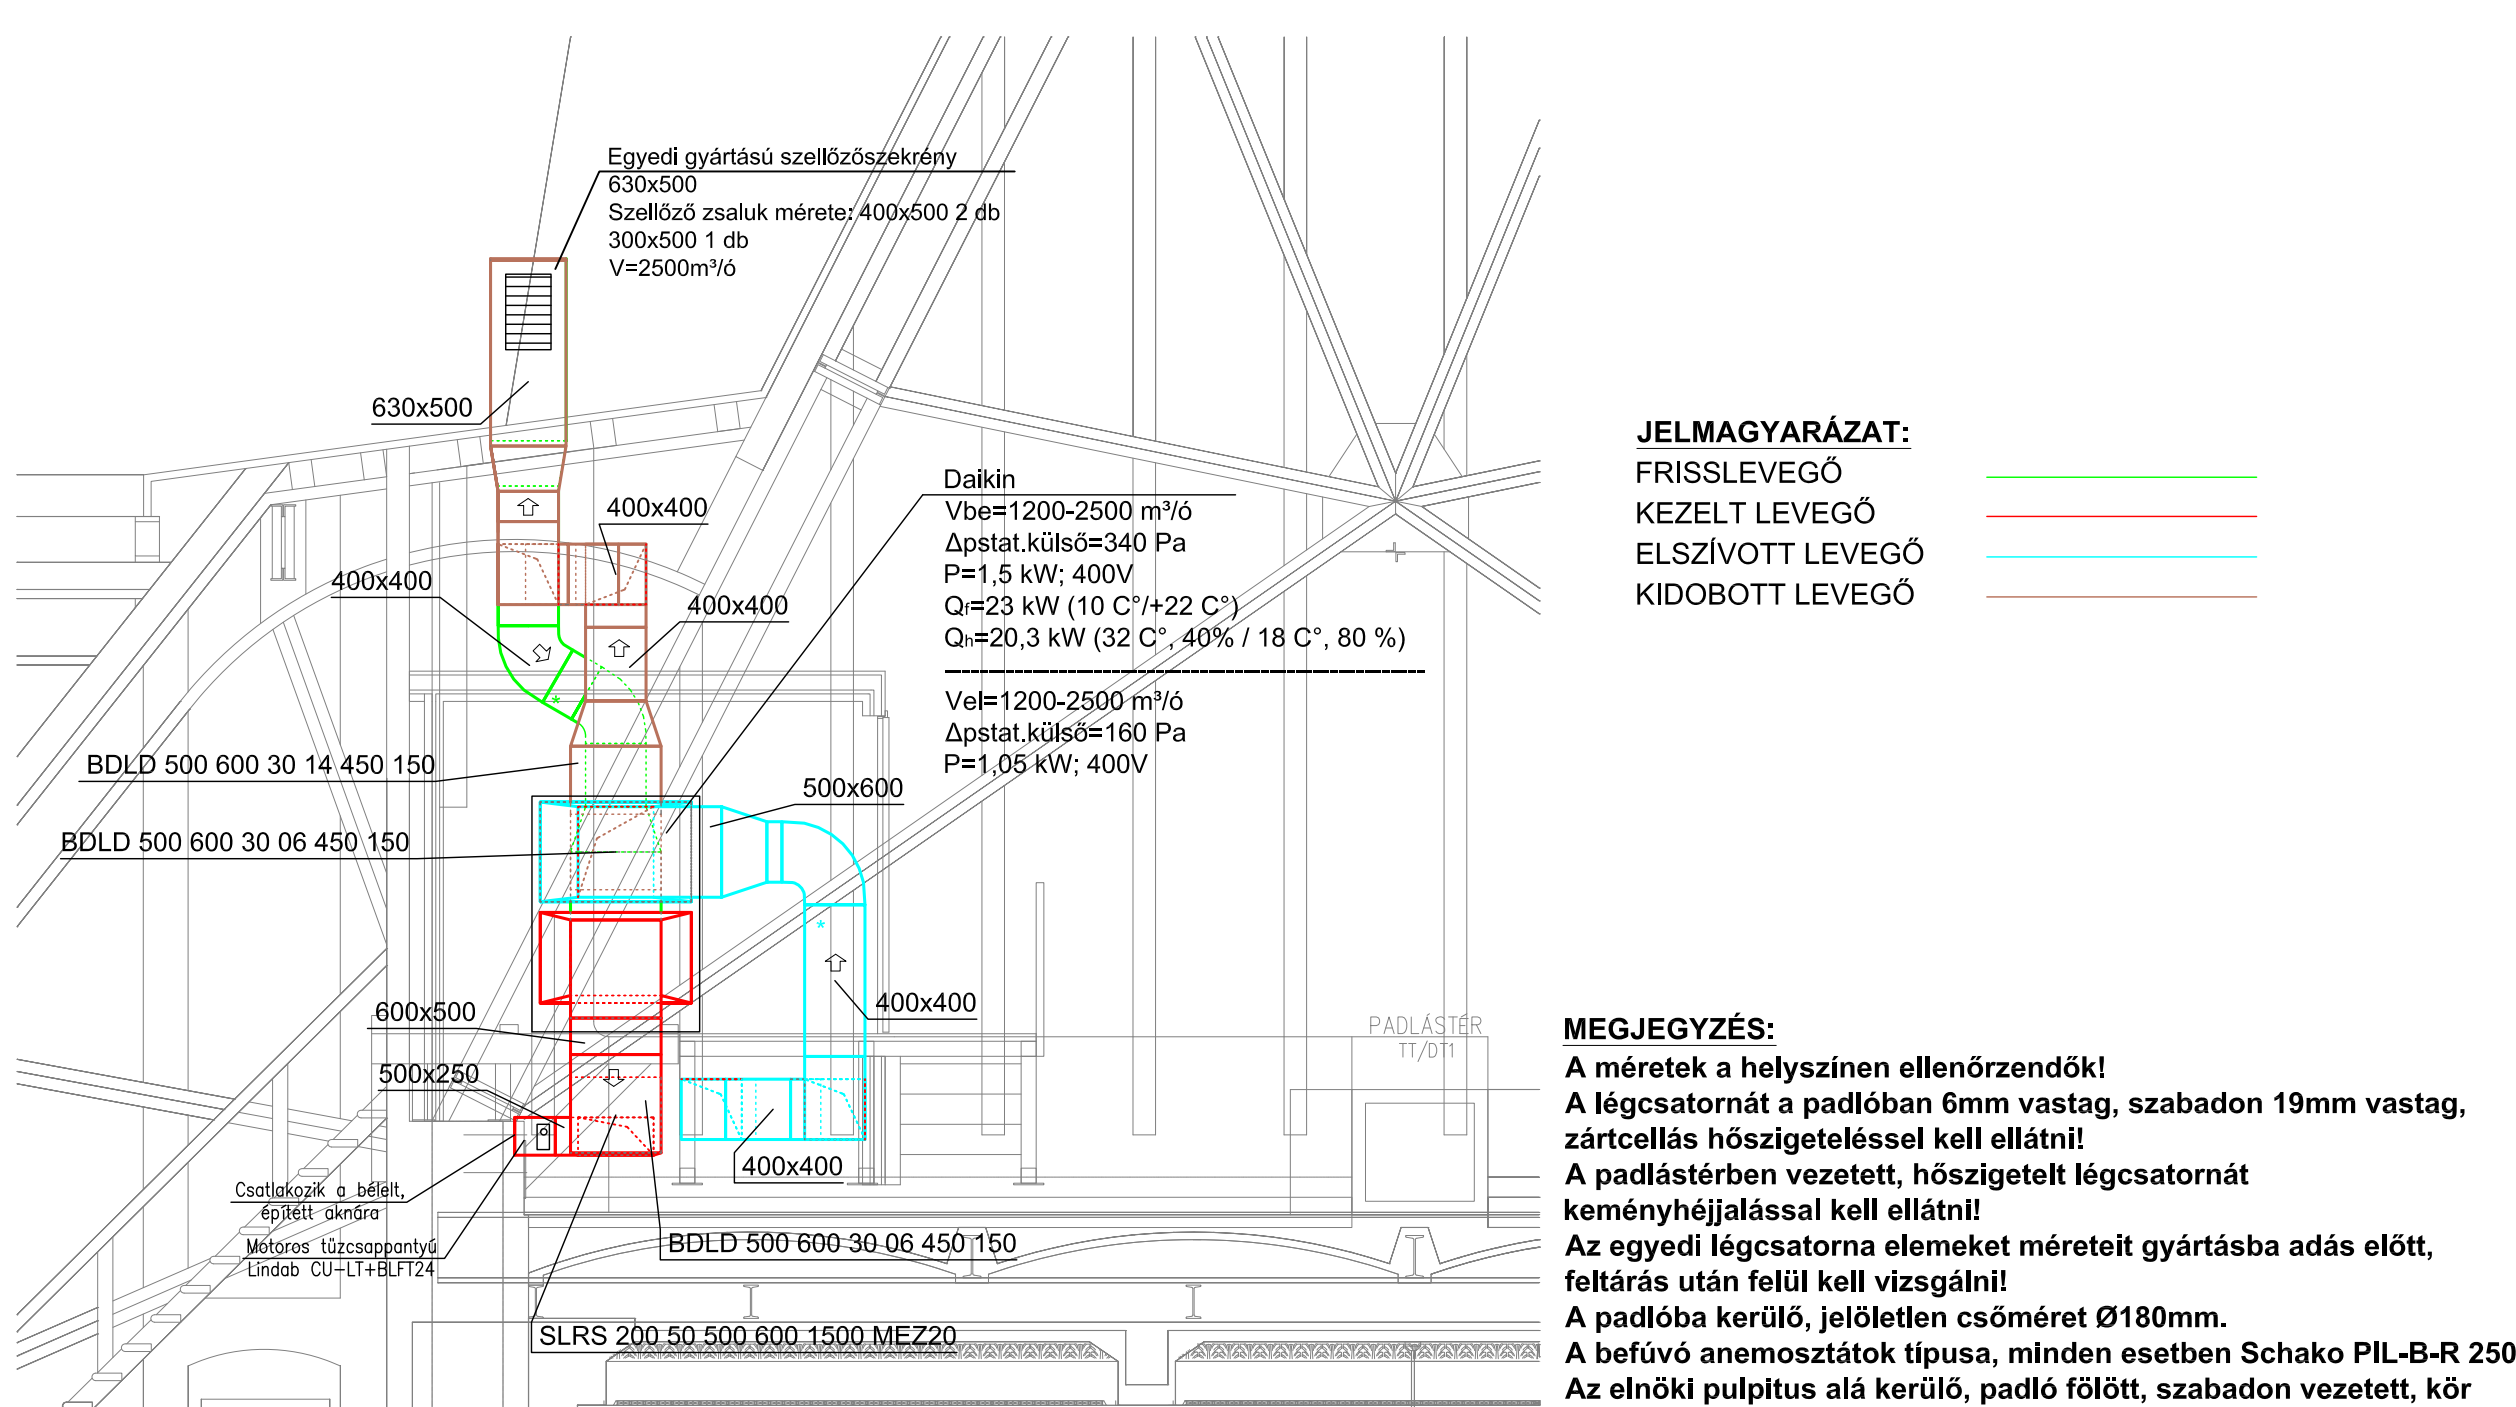 Egyedi gyártású szellőzőszekrény
630x500
Szellőző zsaluk mérete: 400x500 2 db
300x500 1 db
V=2500m³/ó
630x500
400x400
400x400
400x400
Daikin
Vbe=1200-2500 m³/ó
Δpstat.külső=340 Pa
P=1,5 kW; 400V
Qf=23 kW (10 C°/+22 C°)
Qh=20,3 kW (32 C°, 40% / 18 C°, 80 %)
Vel=1200-2500 m³/ó
Δpstat.külső=160 Pa
P=1,05 kW; 400V
BDLD 500 600 30 14 450 150
500x600
BDLD 500 600 30 06 450 150
*
*
600x500
400x400
500x250
400x400
PADLÁSTÉR
TT/DT1
Csatlakozik a bélelt,
épített aknára
Motoros tüzcsappantyú
Lindab CU-LT+BLFT24
BDLD 500 600 30 06 450 150
SLRS 200 50 500 600 1500 MEZ20
JELMAGYARÁZAT:
FRISSLEVEGŐ
KEZELT LEVEGŐ
ELSZÍVOTT LEVEGŐ
KIDOBOTT LEVEGŐ
MEGJEGYZÉS:
A méretek a helyszínen ellenőrzendők!
A légcsatornát a padlóban 6mm vastag, szabadon 19mm vastag,
zártcellás hőszigeteléssel kell ellátni!
A padlástérben vezetett, hőszigetelt légcsatornát
keményhéjjalással kell ellátni!
Az egyedi légcsatorna elemeket méreteit gyártásba adás előtt,
feltárás után felül kell vizsgálni!
A padlóba kerülő, jelöletlen csőméret Ø180mm.
A befúvó anemosztátok típusa, minden esetben Schako PIL-B-R 250
Az elnöki pulpitus alá kerülő, padló fölött, szabadon vezetett, kör